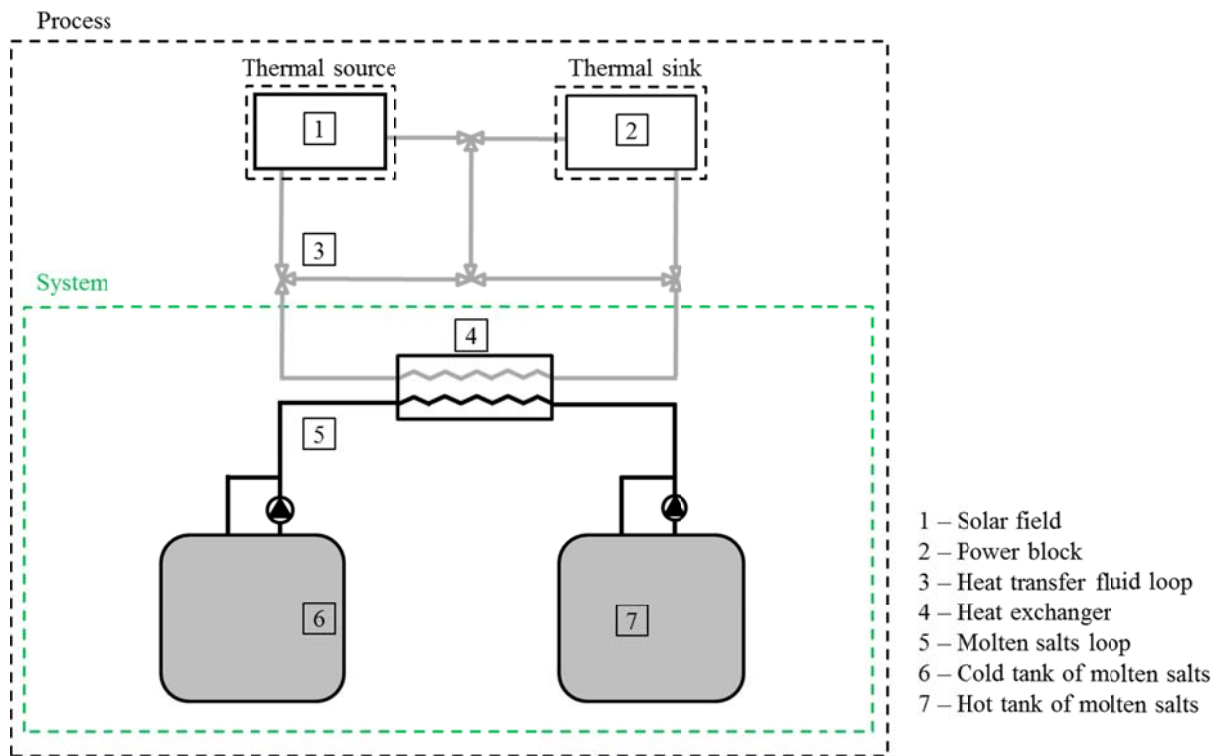 Process
Thermal source
Thermal sink
1
2
3
System
4
5
6
7
1 – Solar field
2 – Power block
3 – Heat transfer fluid loop
4 – Heat exchanger
5 – Molten salts loop
6 – Cold tank of molten salts
7 – Hot tank of molten salts